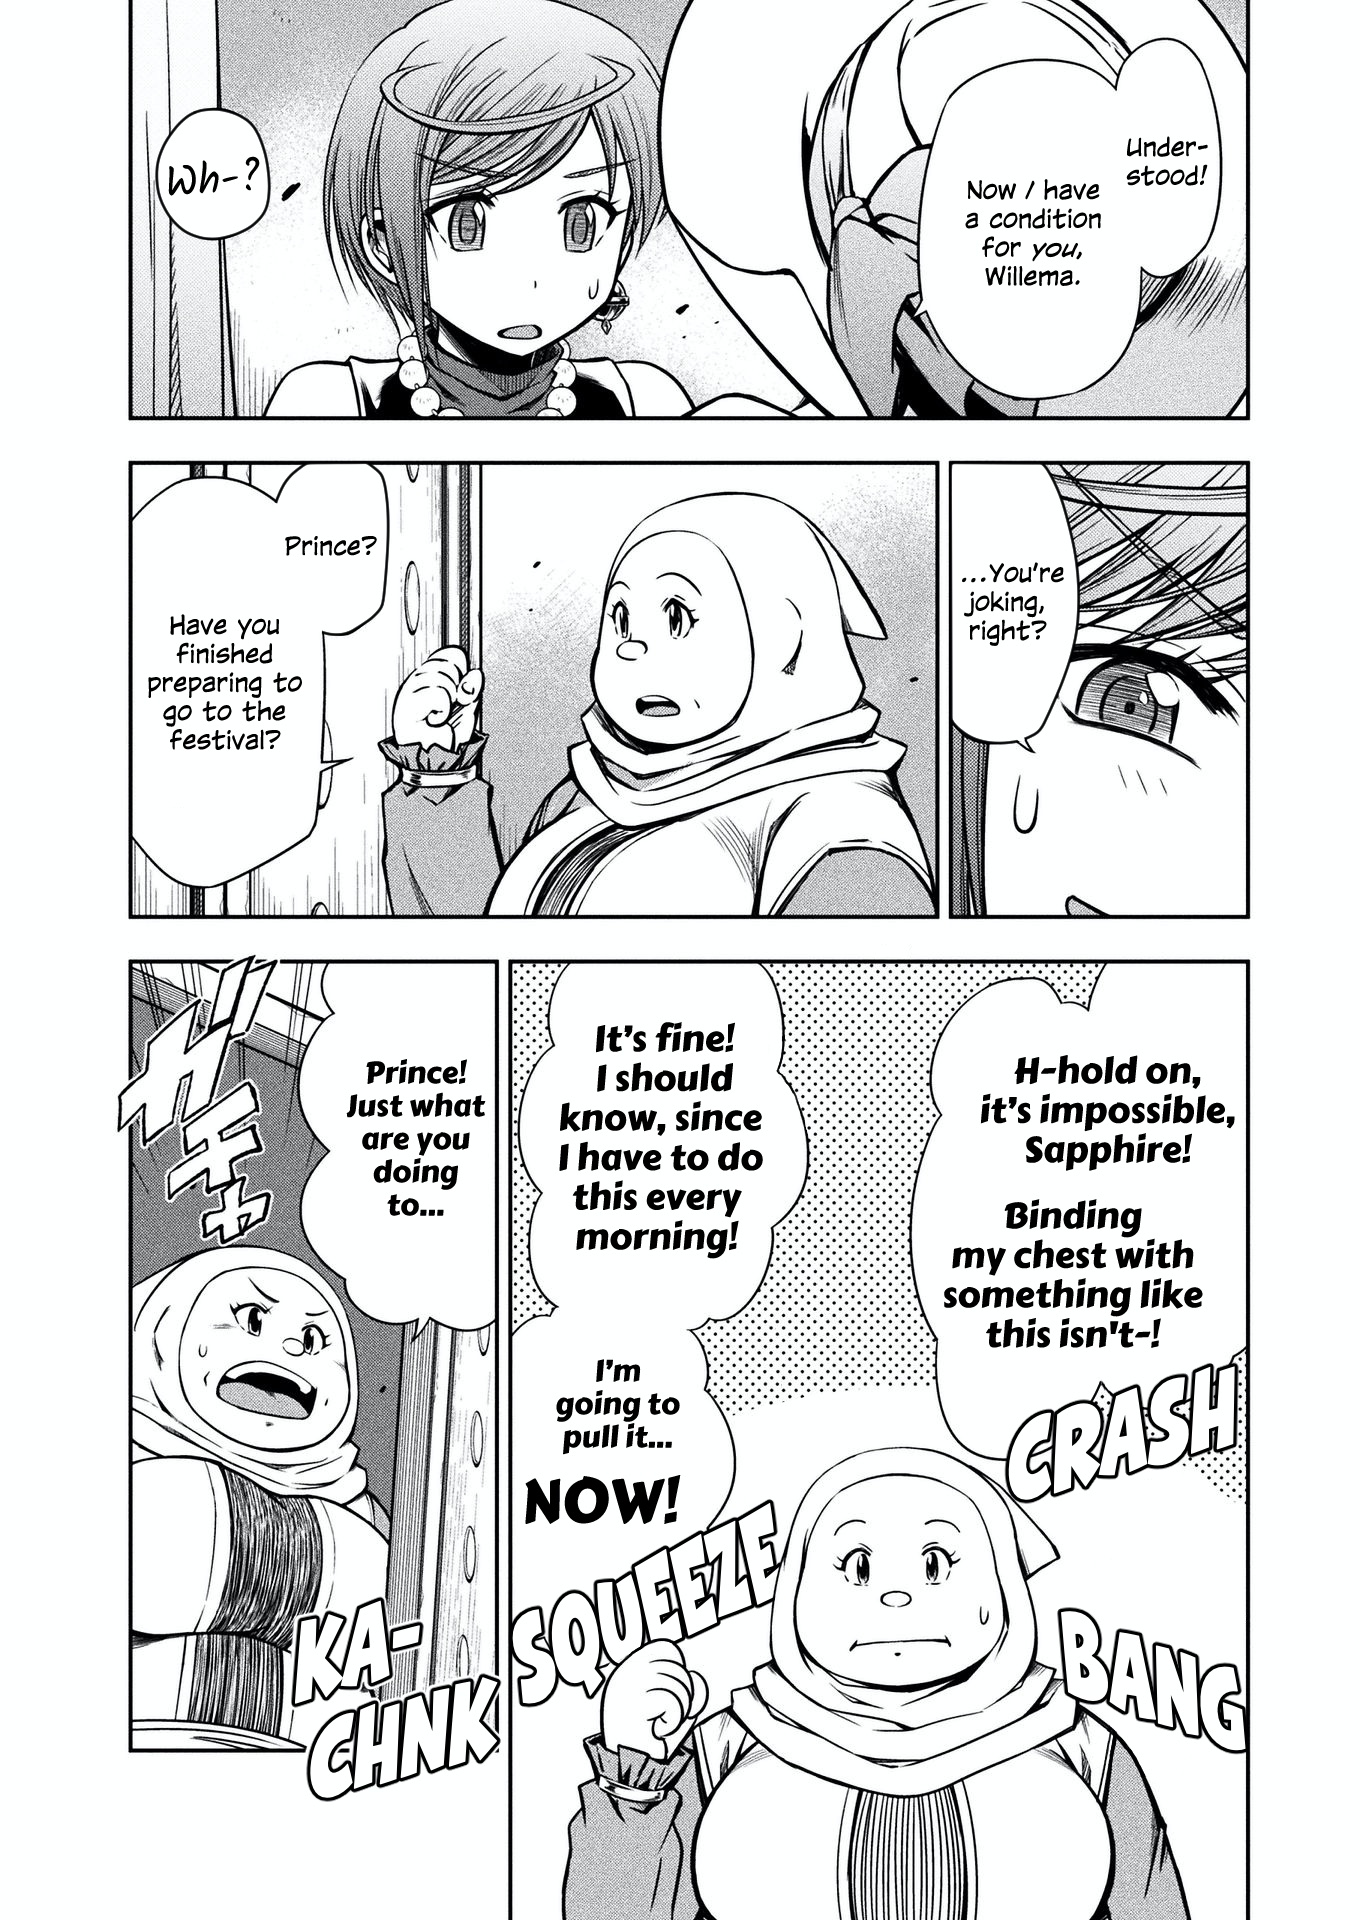 Under-
stood!
Now I have
a condition
for you,
Willema.
Wh-?
...You're
joking,
right?
Prince?
Have you
finished
preparing to
go to the
festival?
H-hold on,
it's impossible,
Sapphire!
Binding
my chest with
something like
this isn't-!
CRASH
BANG
It's fine!
I should
know, since
I have to do
this every
morning!
I'm
going to
pull it...
NOW!
SQUEEZE
Prince!
Just what
are you
doing
to...
ガチャ
KA-
CHNK